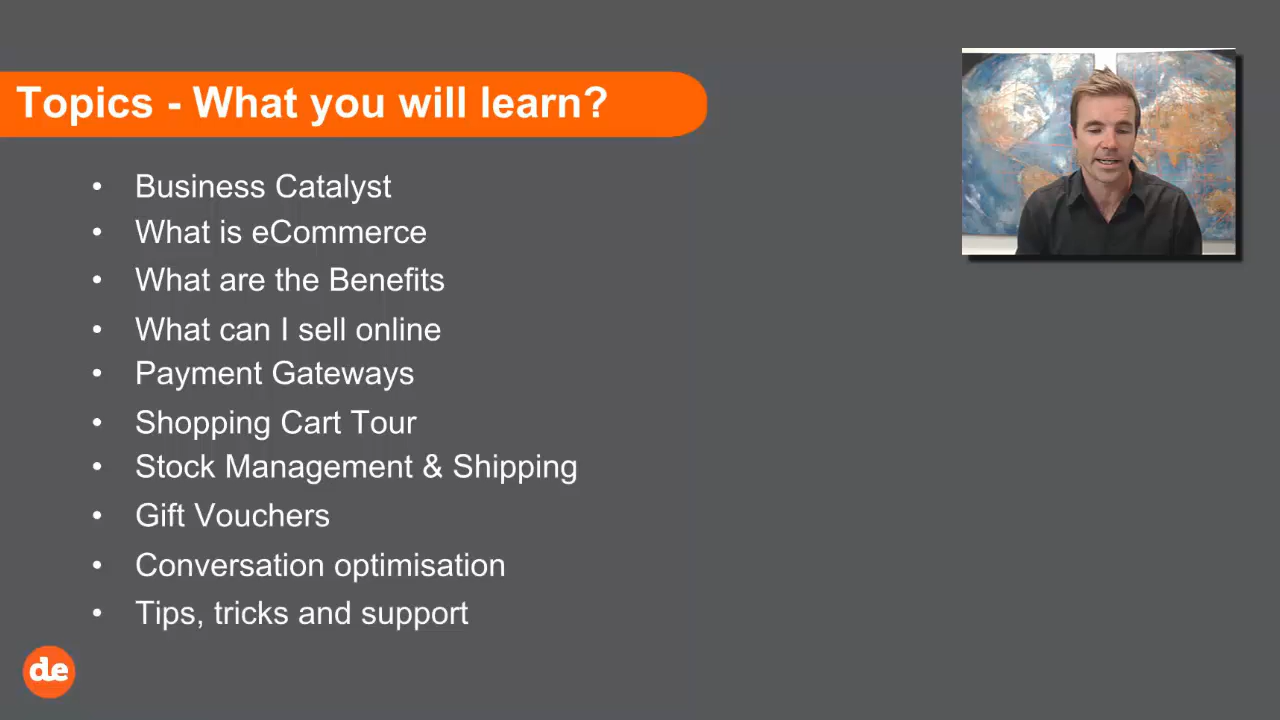 Topics - What you will learn?
• Business Catalyst
• What is eCommerce
• What are the Benefits
• What can I sell online
• Payment Gateways
• Shopping Cart Tour
• Stock Management & Shipping
• Gift Vouchers
• Conversation optimisation
• Tips, tricks and support
de